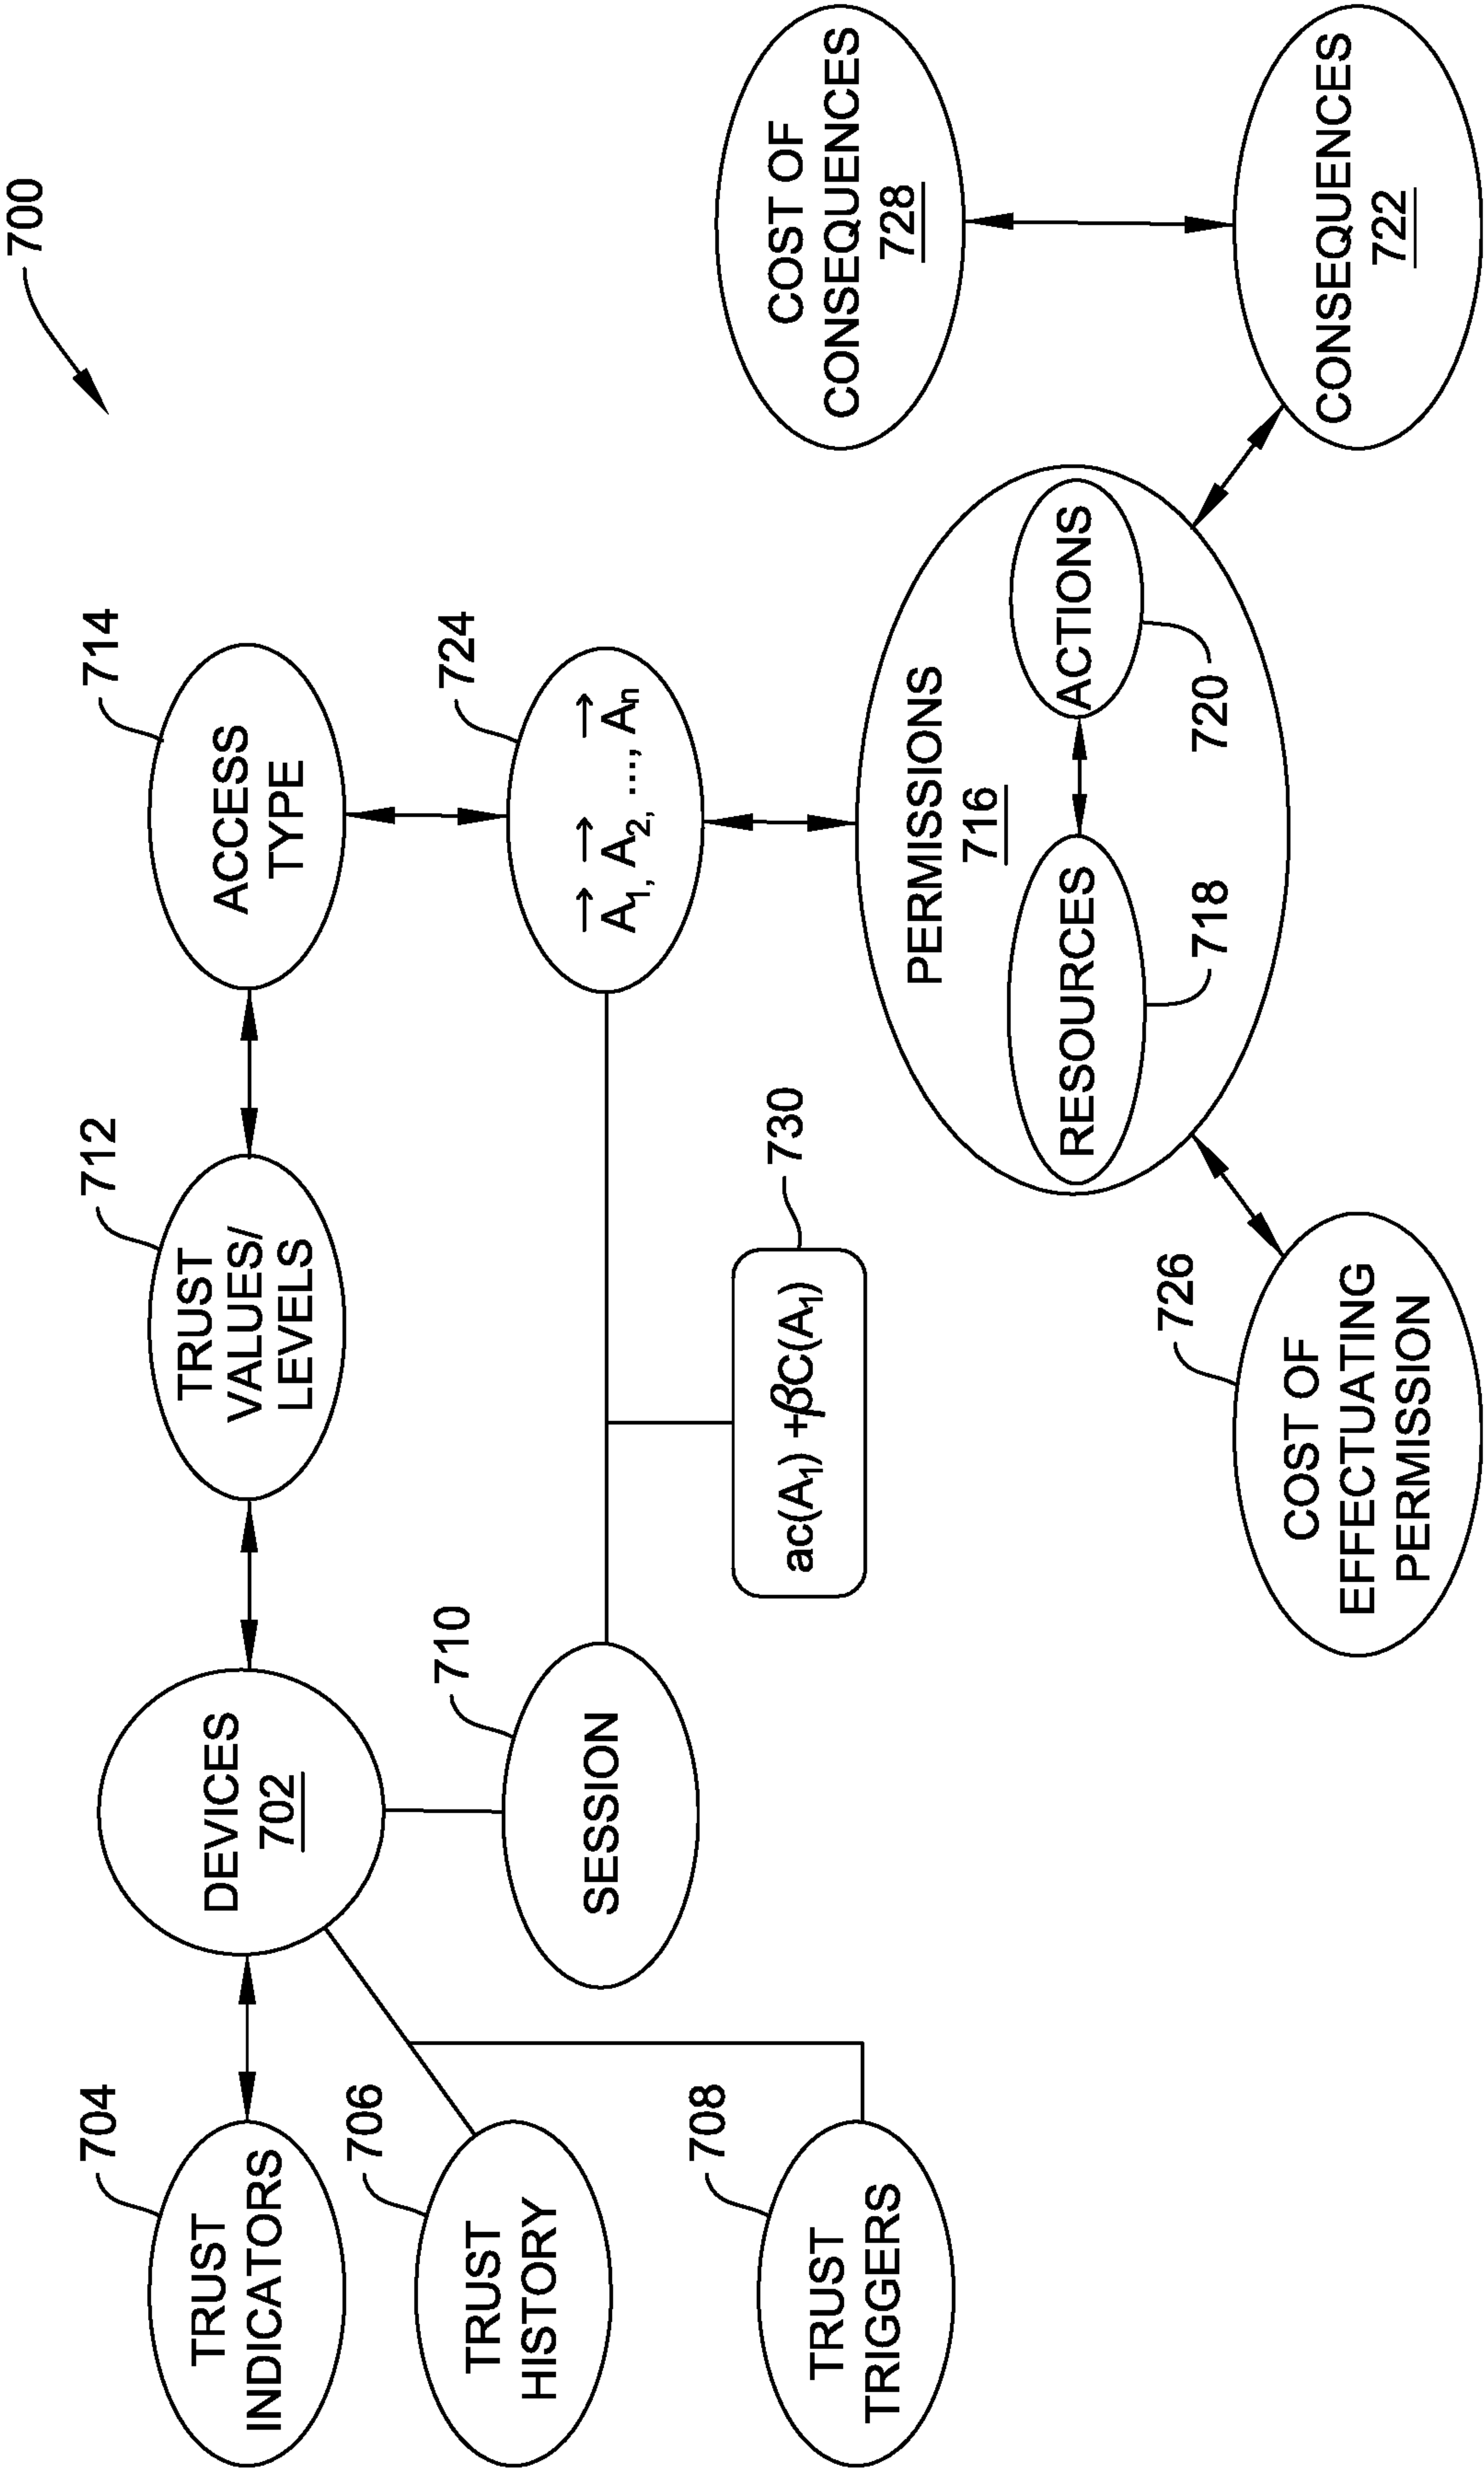 700
704
TRUST
INDICATORS
706
TRUST
HISTORY
708
TRUST
TRIGGERS
DEVICES
702
710
SESSION
712
TRUST
VALUES/
LEVELS
714
ACCESS
TYPE
724
A₁, A₂, ..., Aₙ
730
ac(A₁) +βC(A₁)
PERMISSIONS
716
RESOURCES
718
ACTIONS
720
726
COST OF
EFFECTUATING
PERMISSION
COST OF
CONSEQUENCES
728
CONSEQUENCES
722